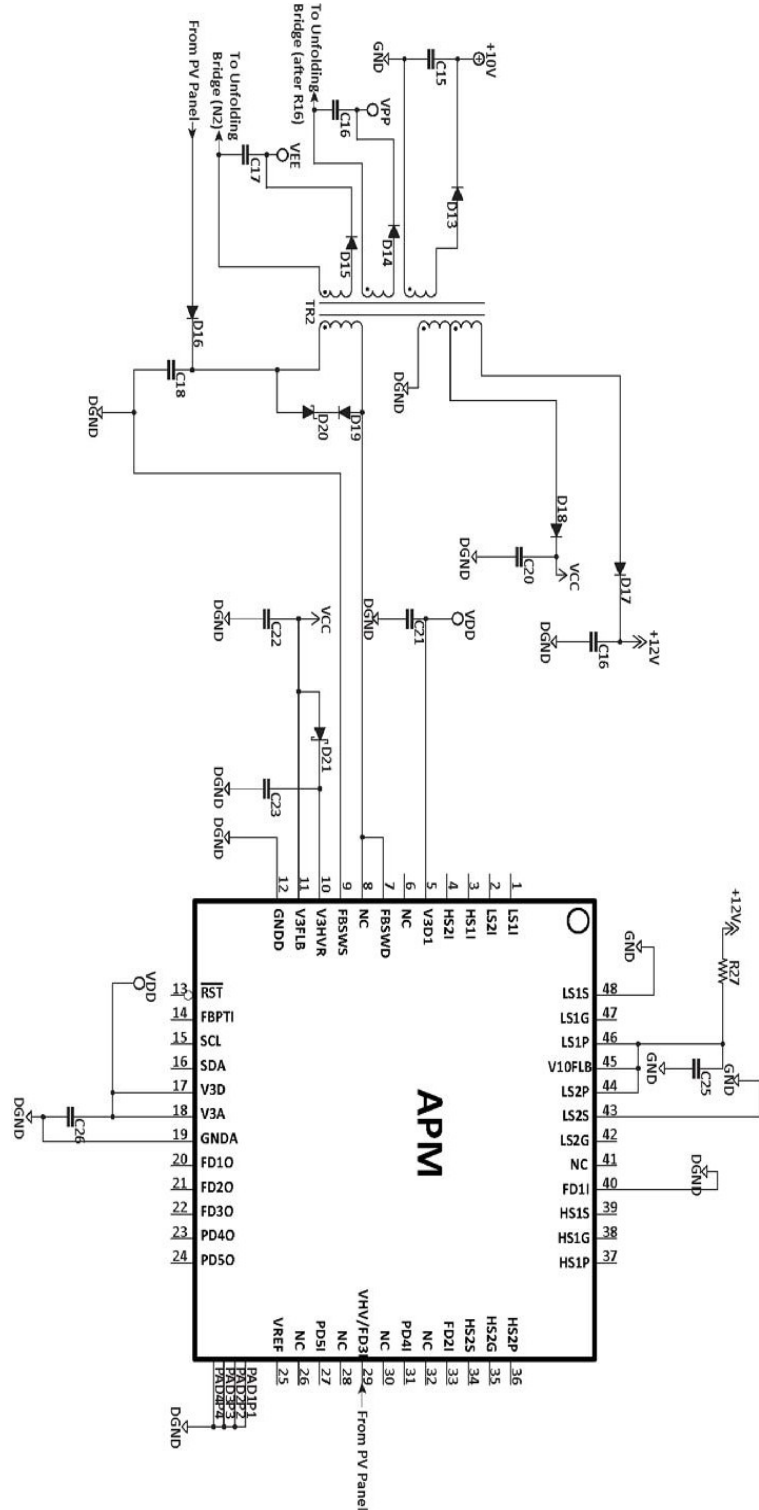 +10V
C15
GND
D13
To Unfolding
Bridge (after R16)
VPP
C16
D14
To Unfolding
Bridge (N2)
VEE
C17
D15
From PV Panel
D16
TR2
C18
DGND
D20
D19
DGND
D18
VCC
C20
DGND
D17
+12V
C16
DGND
VDD
C21
DGND
VCC
C22
DGND
D21
C23
DGND
DGND
APM
1 LS1I
2 LS2I
3 HS1I
4 HS2I
5 V3D1
6 NC
7 FBSWD
8 NC
9 FBSWS
10 V3HVR
11 V3FLB
12 GNDD
13 RST
14 FBPTI
15 SCL
16 SDA
17 V3D
18 V3A
19 GNDA
20 FD1O
21 FD2O
22 FD3O
23 PD4O
24 PD5O
VDD
C26
DGND
25 VREF
26 NC
27 PD5I
28 NC
29 VHV/FD3I
30 NC
31 PD4I
32 NC
33 FD2I
34 HS2S
35 HS2G
36 HS2P
From PV Panel
PAD1P1
PAD2P2
PAD3P3
PAD4P4
DGND
37 HS1P
38 HS1G
39 HS1S
40 FD1I
41 NC
42 LS2G
43 LS2S
44 LS2P
45 V10FLB
46 LS1P
47 LS1G
48 LS1S
+12V
R27
GND
C25
GND
GND
DGND